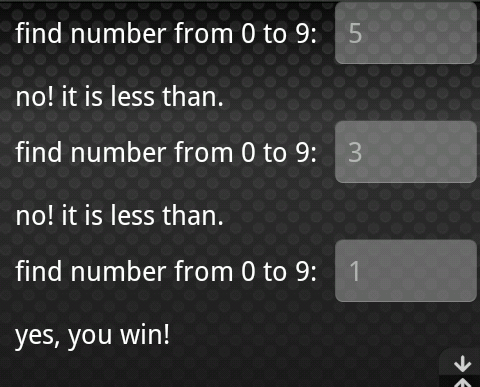 find number from 0 to 9: 5
no! it is less than.
find number from 0 to 9: 3
no! it is less than.
find number from 0 to 9: 1
yes, you win!